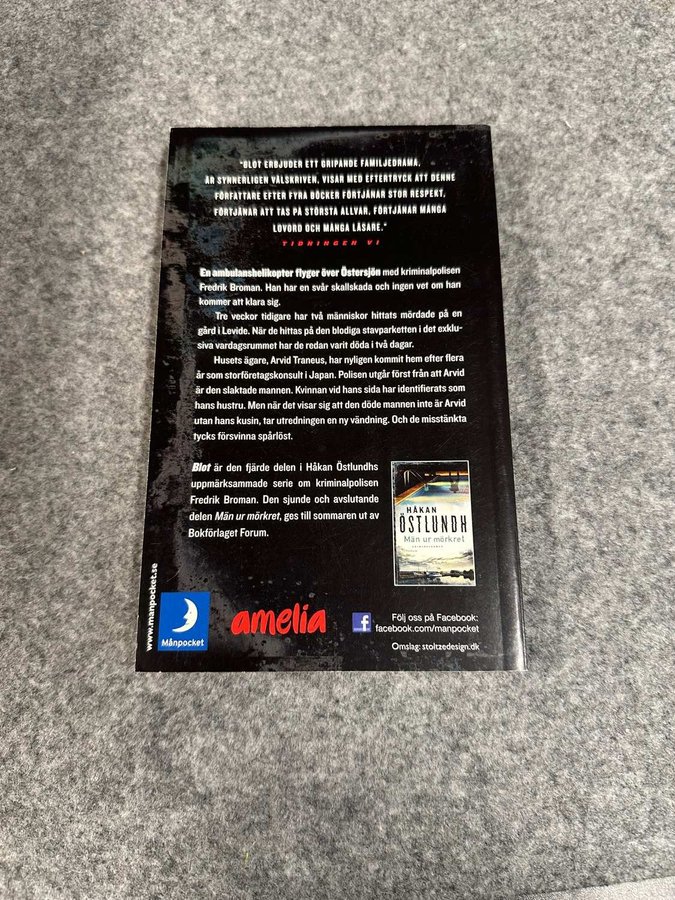 "BLOT ERBJUDER ETT GRIPANDE FAMILJEDRAMA,
ÄR SYNNERLIGEN VÄLSKRIVEN, VISAR MED EFTERTRYCK ATT DENNE
FÖRFATTARE EFTER FYRA BÖCKER FÖRTJÄNAR STOR RESPEKT,
FÖRTJÄNAR ATT TAS PÅ STÖRSTA ALLVAR, FÖRTJÄNAR MÅNGA
LOVORD OCH MÅNGA LÄSARE."
TIDNINGEN VI
En ambulanshelikopter flyger över Östersjön med kriminalpolisen
Fredrik Broman. Han har en svår skallskada och ingen vet om han
kommer att klara sig.
Tre veckor tidigare har två människor hittats mördade på en
gård i Levide. När de hittas på den blodiga stavparketten i det exklu-
siva vardagsrummet har de redan varit döda i två dagar.
Husets ägare, Arvid Traneus, har nyligen kommit hem efter flera
år som storföretagskonsult i Japan. Polisen utgår först från att Arvid
är den slaktade mannen. Kvinnan vid hans sida har identifierats som
hans hustru. Men när det visar sig att den döde mannen inte är Arvid
utan hans kusin, tar utredningen en ny vändning. Och de misstänkta
tycks försvinna spårlöst.
Blot är den fjärde delen i Håkan Östlundhs
uppmärksammade serie om kriminalpolisen
Fredrik Broman. Den sjunde och avslutande
delen Män ur mörkret, ges till sommaren ut av
Bokförlaget Forum.
HÅKAN
ÖSTLUNDH
Män ur mörkret
www.manpocket.se
Månpocket
amelia
f
Följ oss på Facebook:
facebook.com/manpocket
Omslag: stoltzedesign.dk